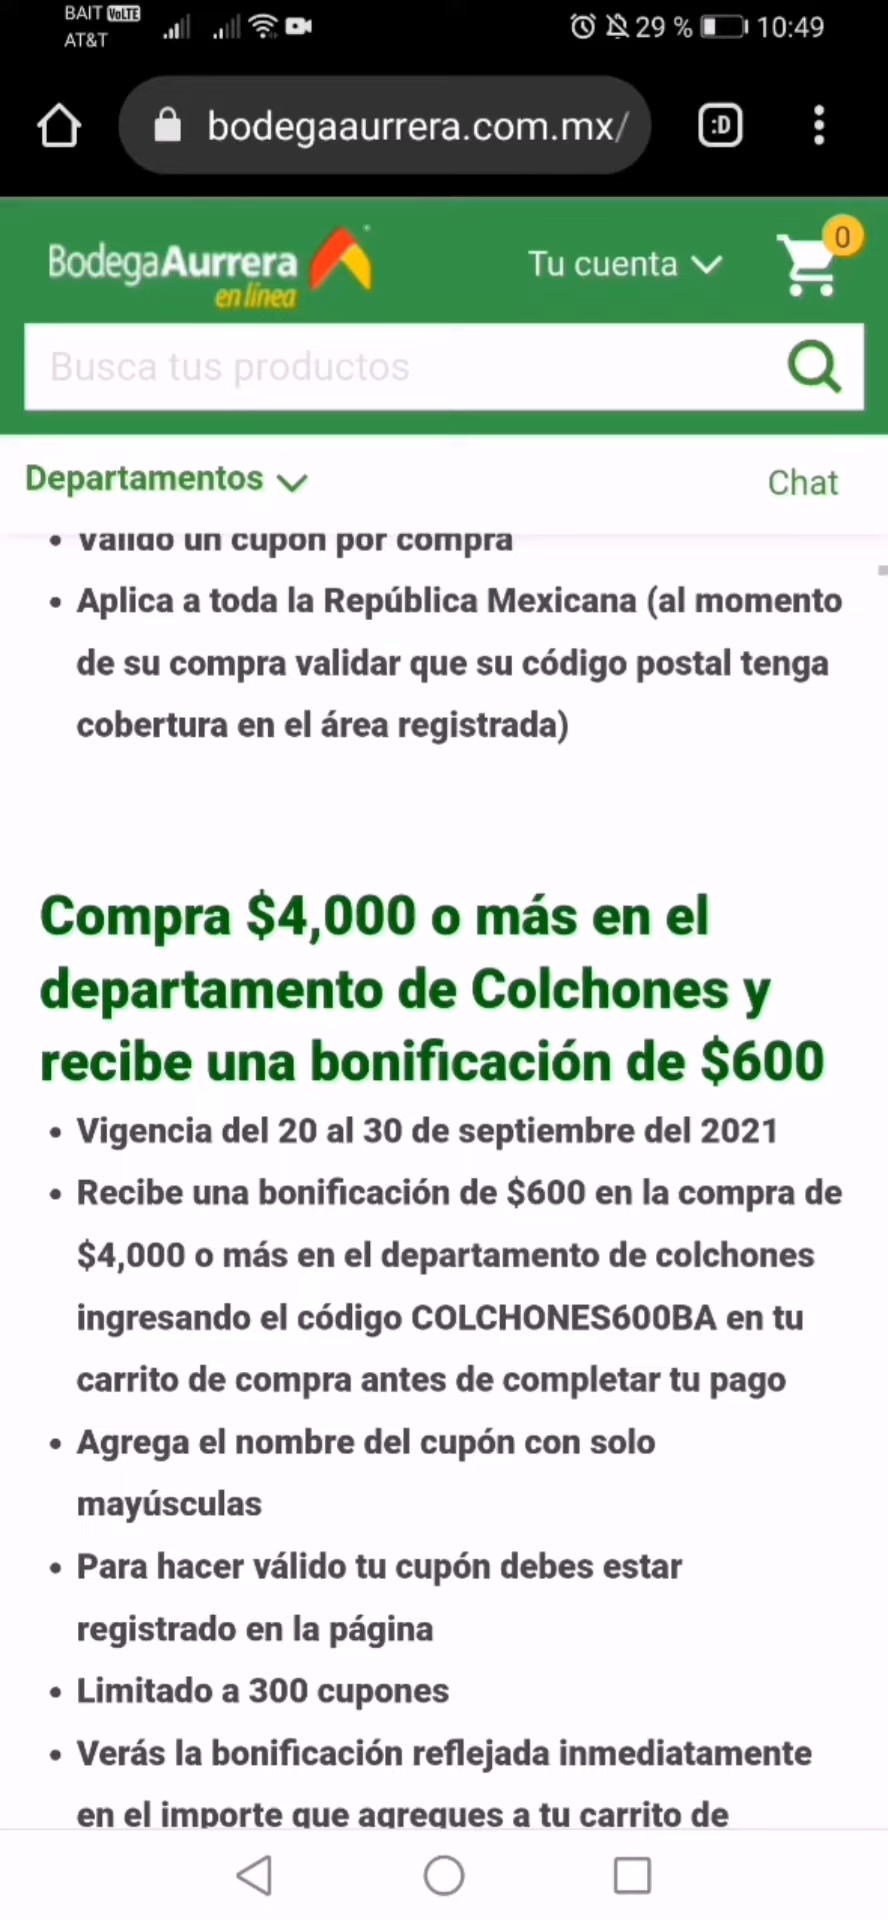 BAIT VoLTE
AT&T
29 %
10:49
bodegaaurrera.com.mx/
:D
BodegaAurrera
en línea
Tu cuenta
0
Busca tus productos
Departamentos
Chat
• Válido un cupón por compra
• Aplica a toda la República Mexicana (al momento
de su compra validar que su código postal tenga
cobertura en el área registrada)
Compra $4,000 o más en el
departamento de Colchones y
recibe una bonificación de $600
• Vigencia del 20 al 30 de septiembre del 2021
• Recibe una bonificación de $600 en la compra de
$4,000 o más en el departamento de colchones
ingresando el código COLCHONES600BA en tu
carrito de compra antes de completar tu pago
• Agrega el nombre del cupón con solo
mayúsculas
• Para hacer válido tu cupón debes estar
registrado en la página
• Limitado a 300 cupones
• Verás la bonificación reflejada inmediatamente
en el importe que agregues a tu carrito de